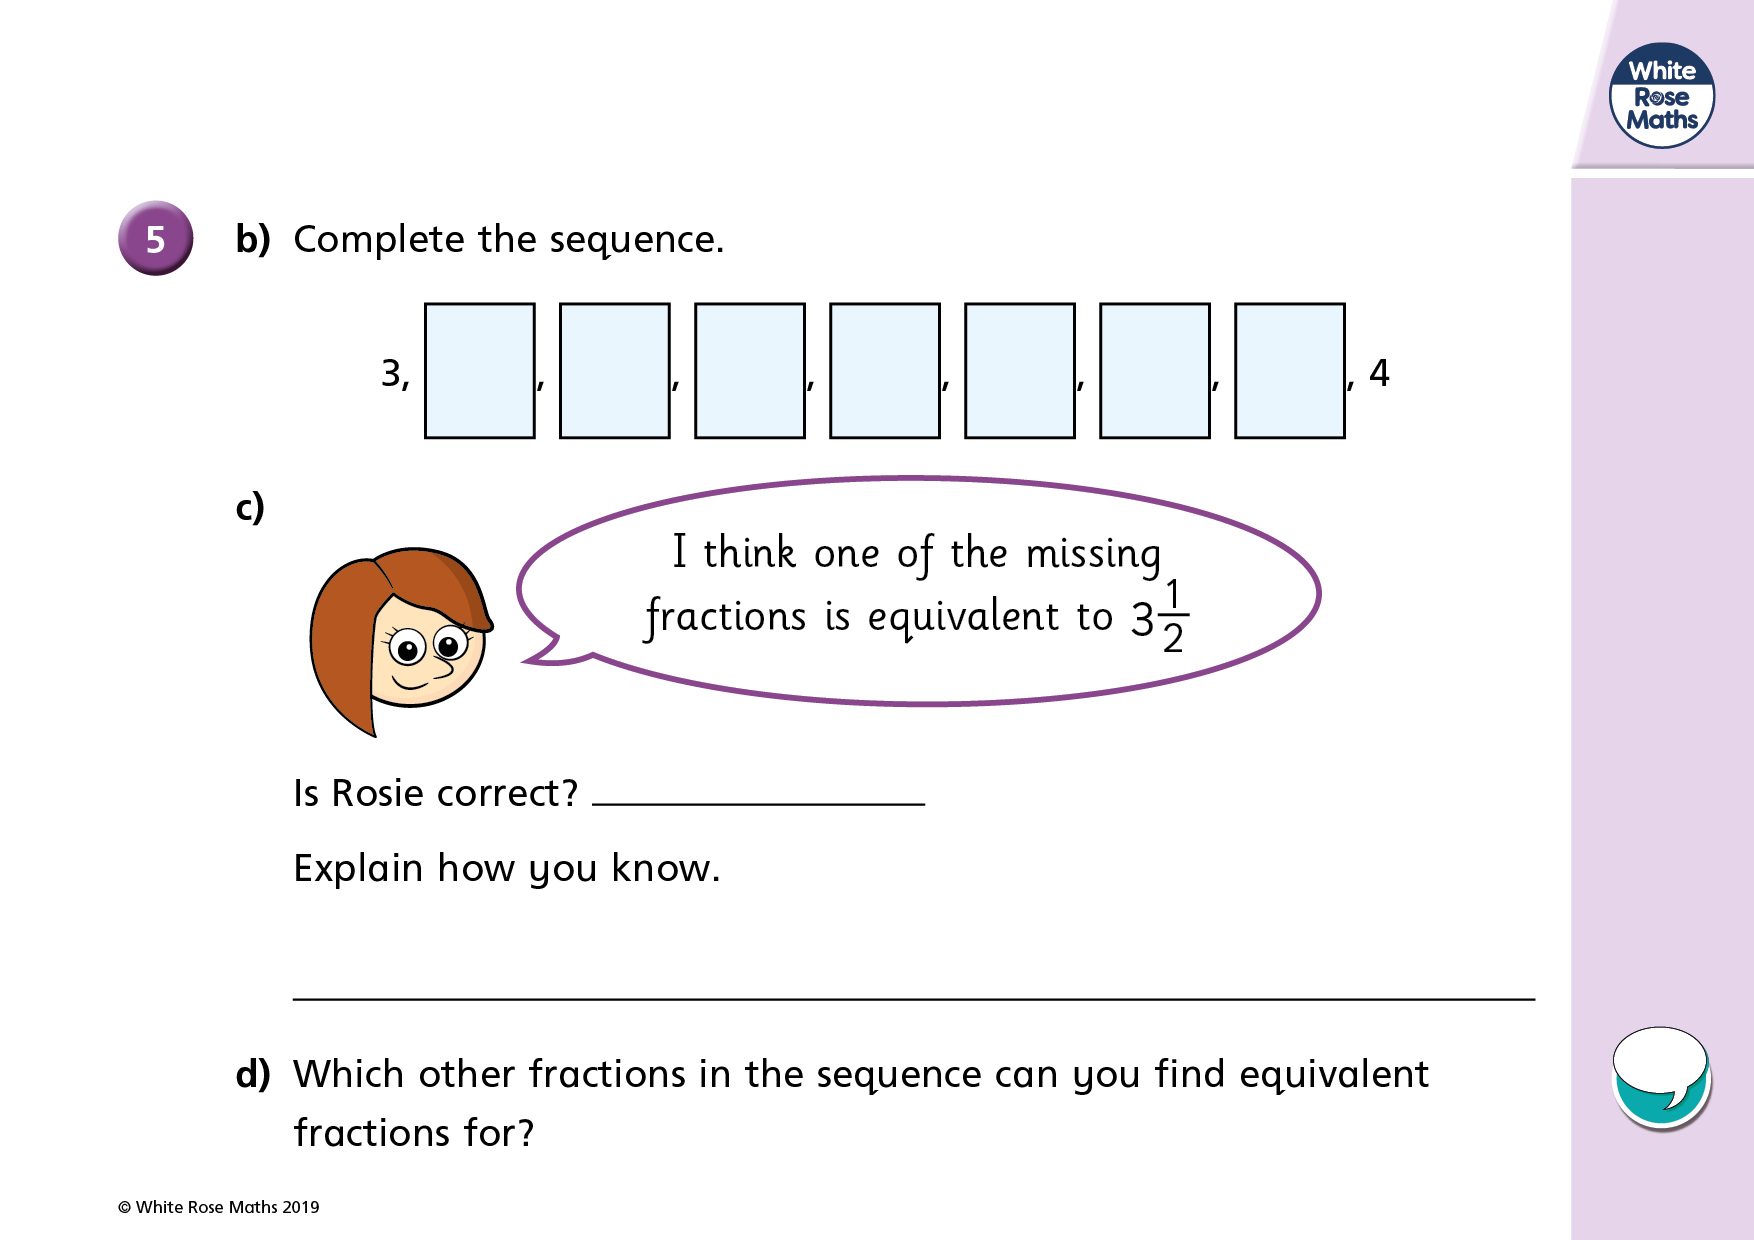 White
Rose
Maths
5 b) Complete the sequence.
3, , , , , , , , 4
c)
I think one of the missing
fractions is equivalent to 3 1/2
Is Rosie correct?
Explain how you know.
d) Which other fractions in the sequence can you find equivalent
fractions for?
© White Rose Maths 2019